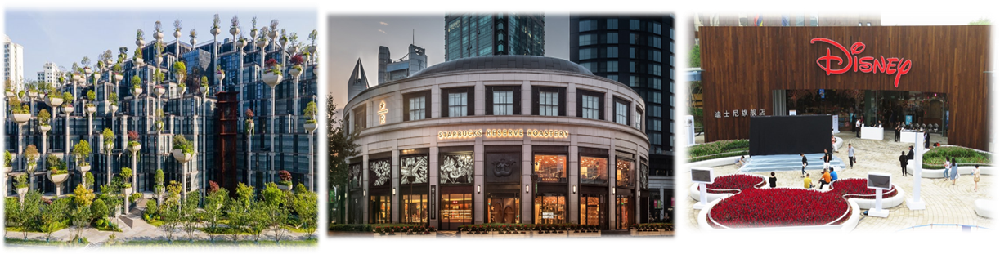 R
STARBUCKS RESERVE ROASTERY
DISNEY
迪士尼旗舰店